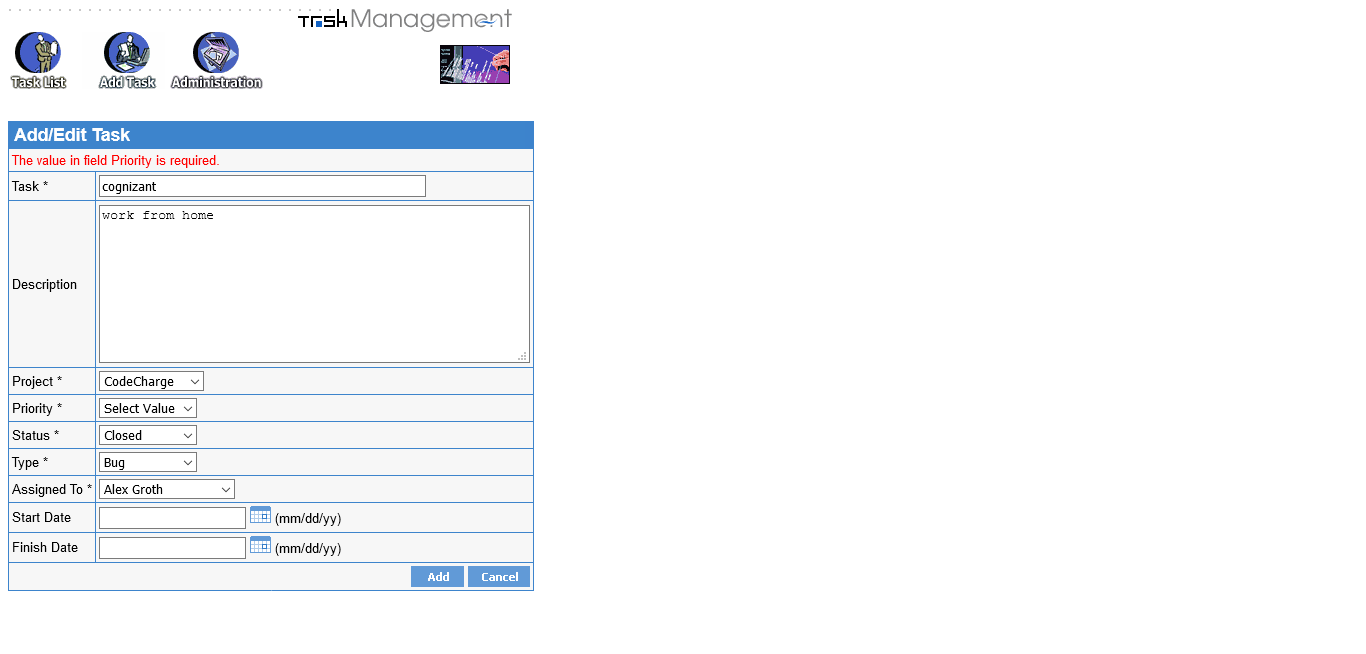 Task Management
Task List Add Task Administration
Add/Edit Task
The value in field Priority is required.
Task * cognizant
Description work from home
Project * CodeCharge
Priority * Select Value
Status * Closed
Type * Bug
Assigned To * Alex Groth
Start Date (mm/dd/yy)
Finish Date (mm/dd/yy)
Add Cancel